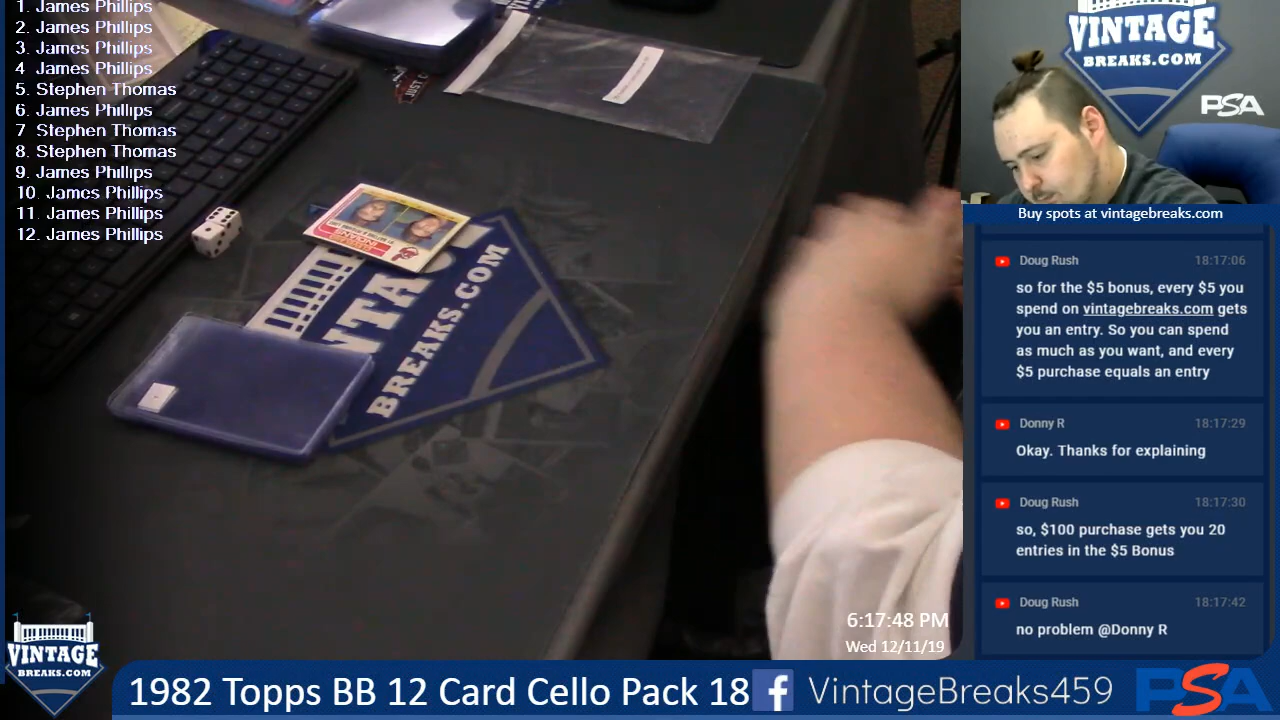 1. James Phillips
2. James Phillips
3. James Phillips
4 James Phillips
5. Stephen Thomas
6. James Phillips
7 Stephen Thomas
8. Stephen Thomas
9. James Phillips
10. James Phillips
11. James Phillips
12. James Phillips
JUST C
INDIANS
NTA
BREAKS.COM
6:17:48 PM
Wed 12/11/19
VINTAGE
BREAKS.COM
PSA
Buy spots at vintagebreaks.com
Doug Rush 18:17:06
so for the $5 bonus, every $5 you
spend on vintagebreaks.com gets
you an entry. So you can spend
as much as you want, and every
$5 purchase equals an entry
Donny R 18:17:29
Okay. Thanks for explaining
Doug Rush 18:17:30
so, $100 purchase gets you 20
entries in the $5 Bonus
Doug Rush 18:17:42
no problem @Donny R
VINTAGE
BREAKS.COM
1982 Topps BB 12 Card Cello Pack 18
f VintageBreaks459
PSA